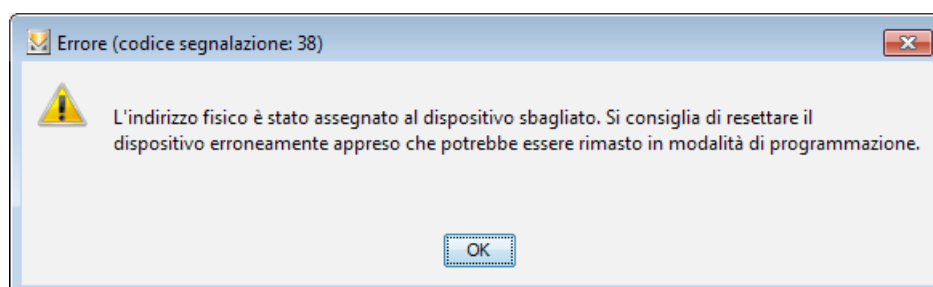 Errore (codice segnalazione: 38)
L'indirizzo fisico è stato assegnato al dispositivo sbagliato. Si consiglia di resettare il
dispositivo erroneamente appreso che potrebbe essere rimasto in modalità di programmazione.
OK